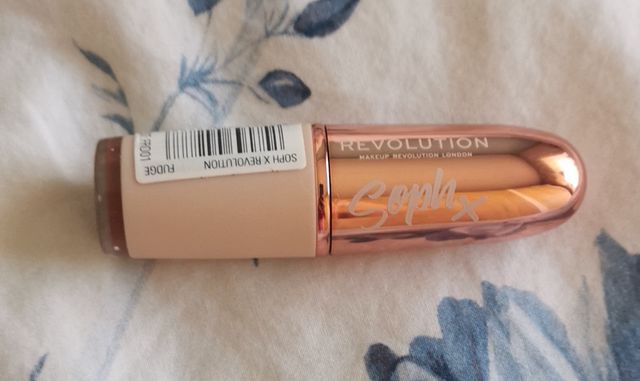 REVOLUTION
MAKEUP REVOLUTION LONDON
Soph x
SOPH X REVOLUTION
FUDGE